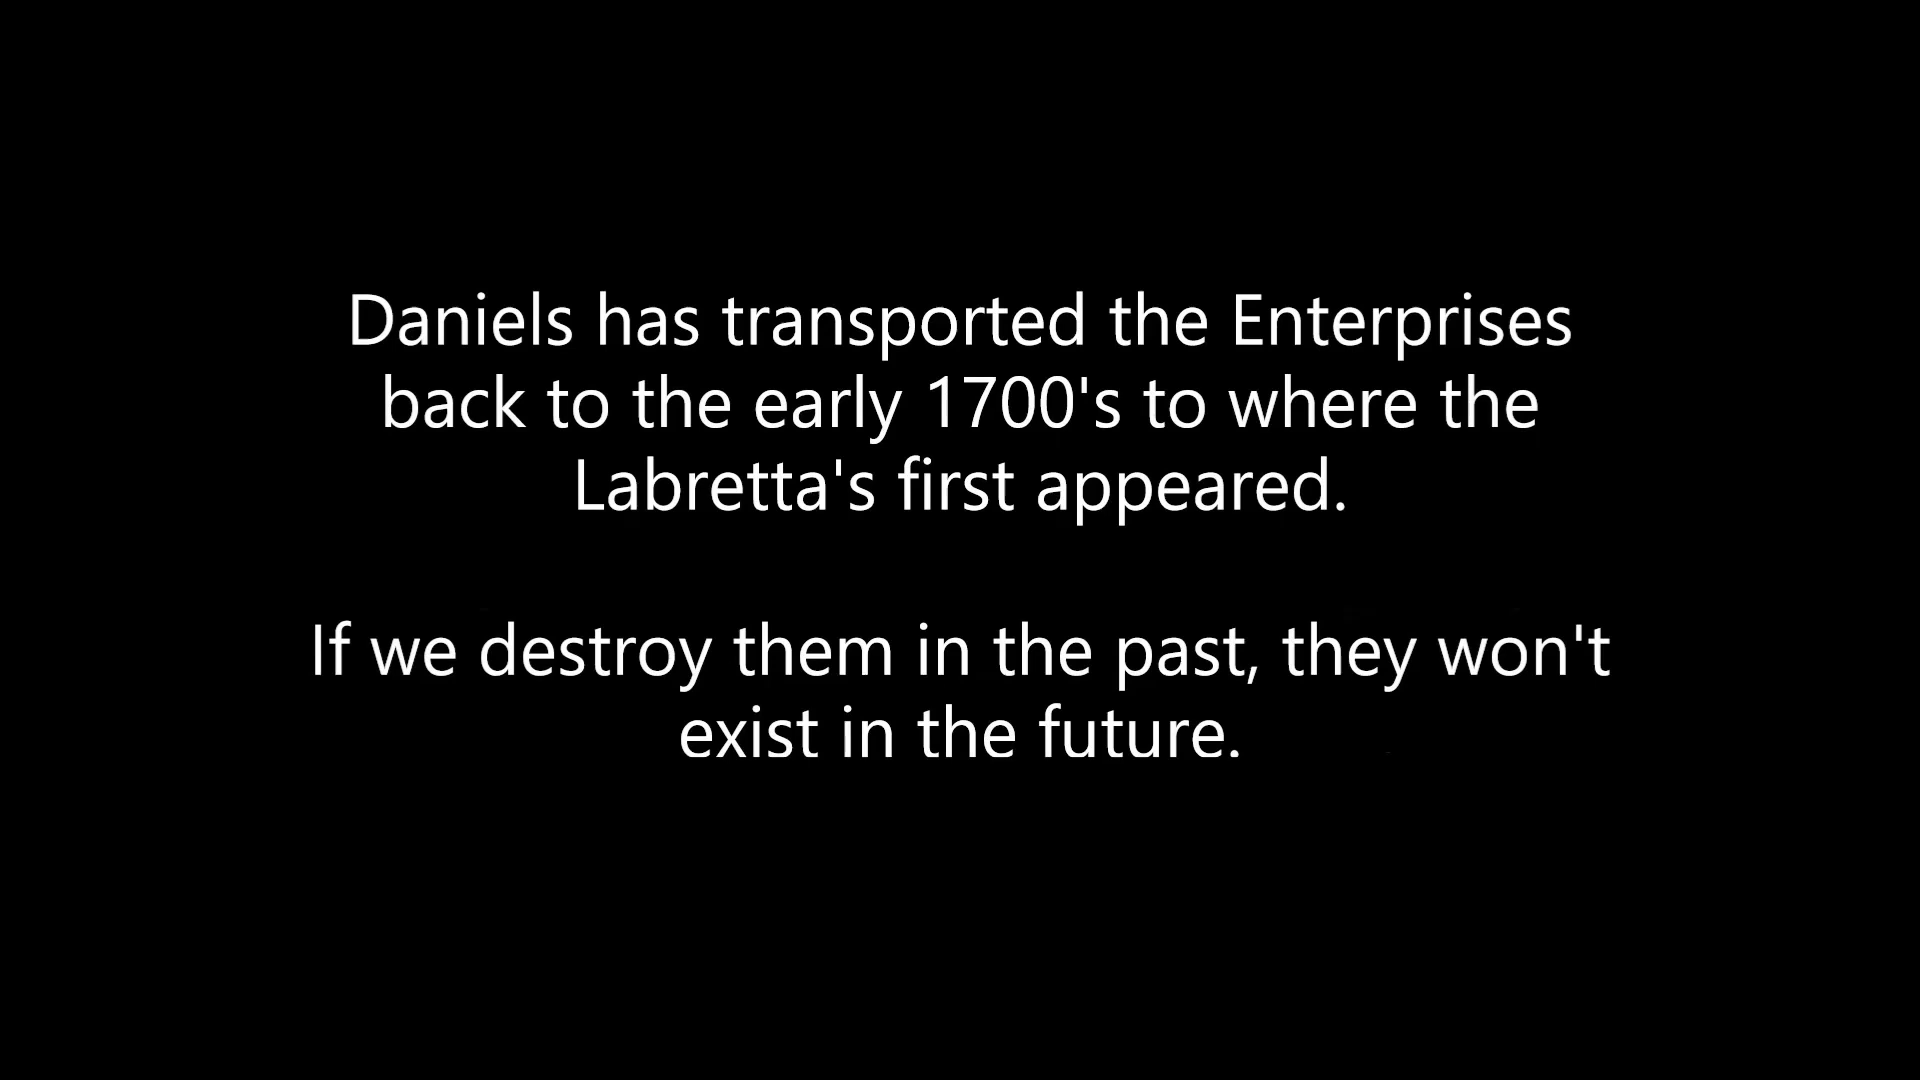 Daniels has transported the Enterprises
back to the early 1700's to where the
Labretta's first appeared.
If we destroy them in the past, they won't
exist in the future.